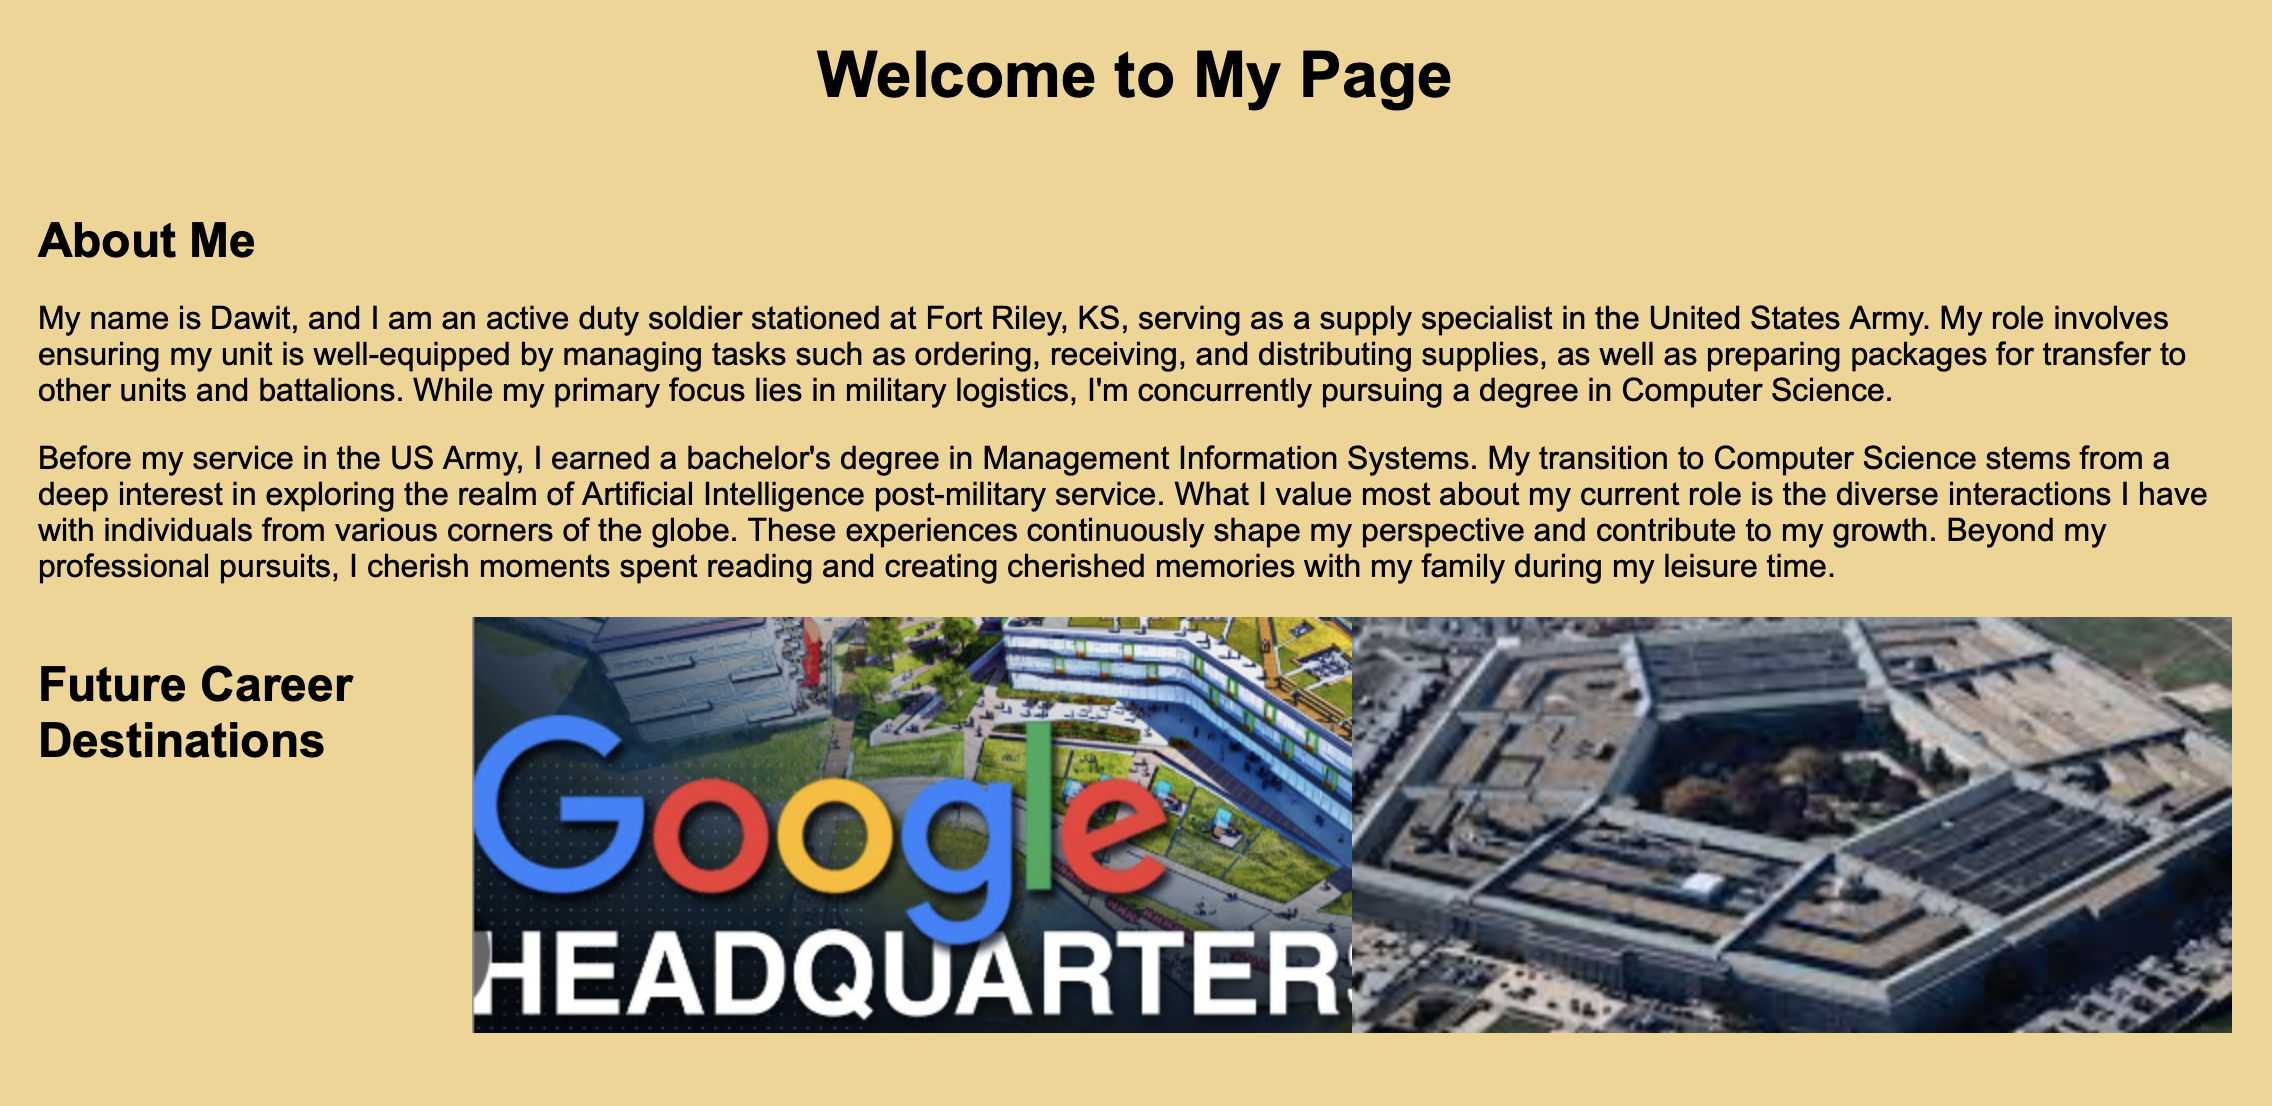 Welcome to My Page
About Me
My name is Dawit, and I am an active duty soldier stationed at Fort Riley, KS, serving as a supply specialist in the United States Army. My role involves
ensuring my unit is well-equipped by managing tasks such as ordering, receiving, and distributing supplies, as well as preparing packages for transfer to
other units and battalions. While my primary focus lies in military logistics, I'm concurrently pursuing a degree in Computer Science.
Before my service in the US Army, I earned a bachelor's degree in Management Information Systems. My transition to Computer Science stems from a
deep interest in exploring the realm of Artificial Intelligence post-military service. What I value most about my current role is the diverse interactions I have
with individuals from various corners of the globe. These experiences continuously shape my perspective and contribute to my growth. Beyond my
professional pursuits, I cherish moments spent reading and creating cherished memories with my family during my leisure time.
Future Career
Destinations
Google
HEADQUARTERS